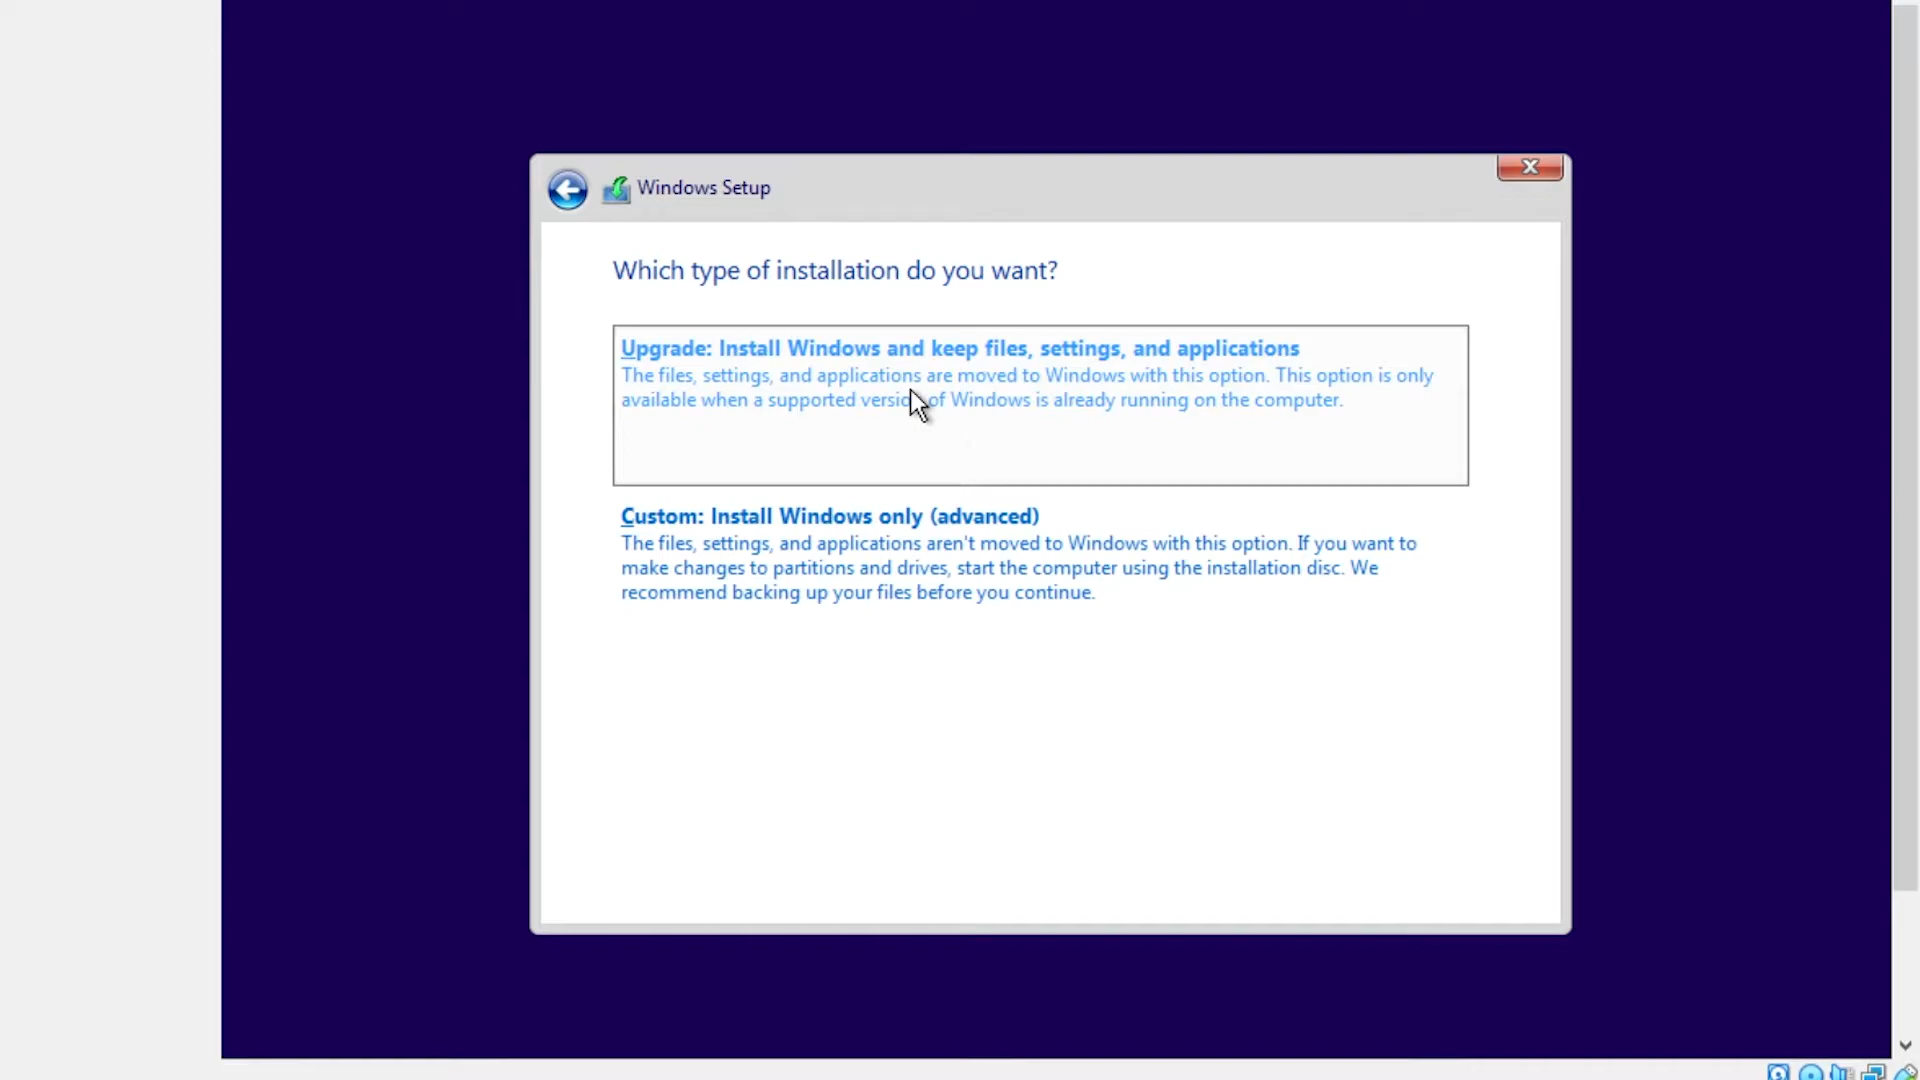 Windows Setup
Which type of installation do you want?
Upgrade: Install Windows and keep files, settings, and applications
The files, settings, and applications are moved to Windows with this option. This option is only
available when a supported version of Windows is already running on the computer.
Custom: Install Windows only (advanced)
The files, settings, and applications aren't moved to Windows with this option. If you want to
make changes to partitions and drives, start the computer using the installation disc. We
recommend backing up your files before you continue.